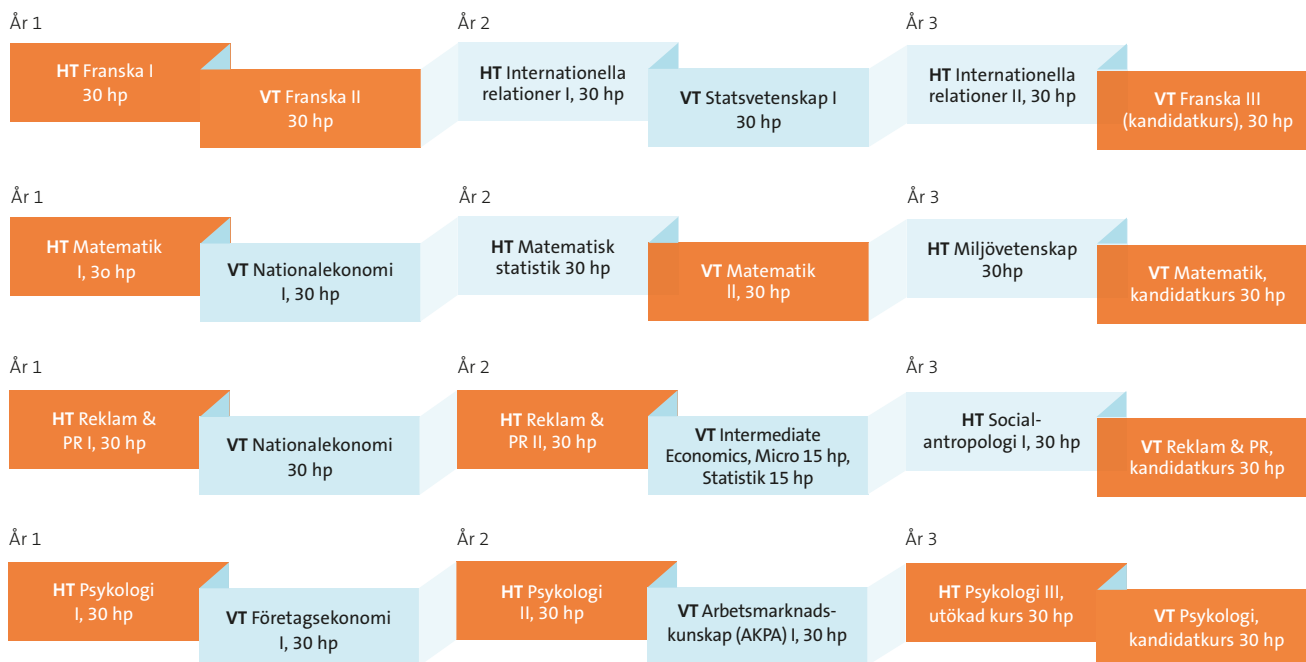 År 1
År 2
År 3
HT Franska I
30 hp
VT Franska II
30 hp
HT Internationella
relationer I, 30 hp
VT Statsvetenskap I
30 hp
HT Internationella
relationer II, 30 hp
VT Franska III
(kandidatkurs), 30 hp
År 1
År 2
År 3
HT Matematik
I, 3o hp
VT Nationalekonomi
I, 30 hp
HT Matematisk
statistik 30 hp
VT Matematik
II, 30 hp
HT Miljövetenskap
30hp
VT Matematik,
kandidatkurs 30 hp
År 1
År 2
År 3
HT Reklam &
PR I, 30 hp
VT Nationalekonomi
30 hp
HT Reklam &
PR II, 30 hp
VT Intermediate
Economics, Micro 15 hp,
Statistik 15 hp
HT Social-
antropologi I, 30 hp
VT Reklam & PR,
kandidatkurs 30 hp
År 1
År 2
År 3
HT Psykologi
I, 30 hp
VT Företagsekonomi
I, 30 hp
HT Psykologi
II, 30 hp
VT Arbetsmarknads-
kunskap (AKPA) I, 30 hp
HT Psykologi III,
utökad kurs 30 hp
VT Psykologi,
kandidatkurs 30 hp